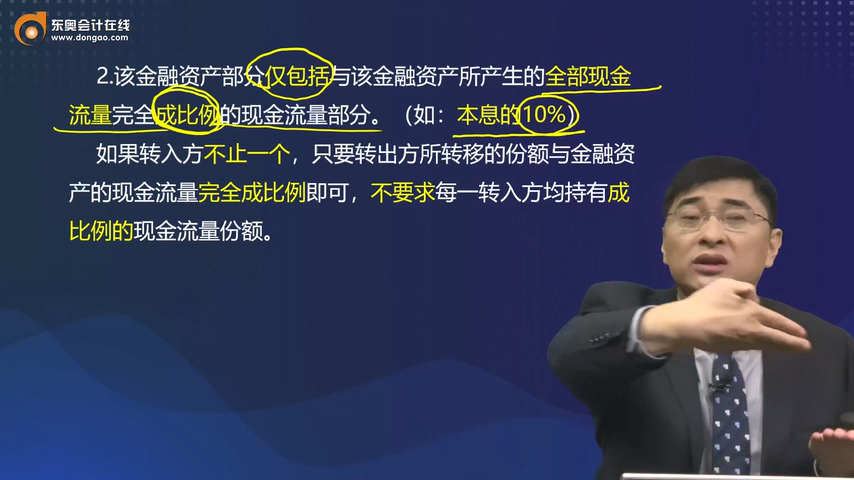 东奥会计在线
www.dongao.com
2.该金融资产部分仅包括与该金融资产所产生的全部现金
流量完全成比例的现金流量部分。（如：本息的10%）
如果转入方不止一个，只要转出方所转移的份额与金融资
产的现金流量完全成比例即可，不要求每一转入方均持有成
比例的现金流量份额。